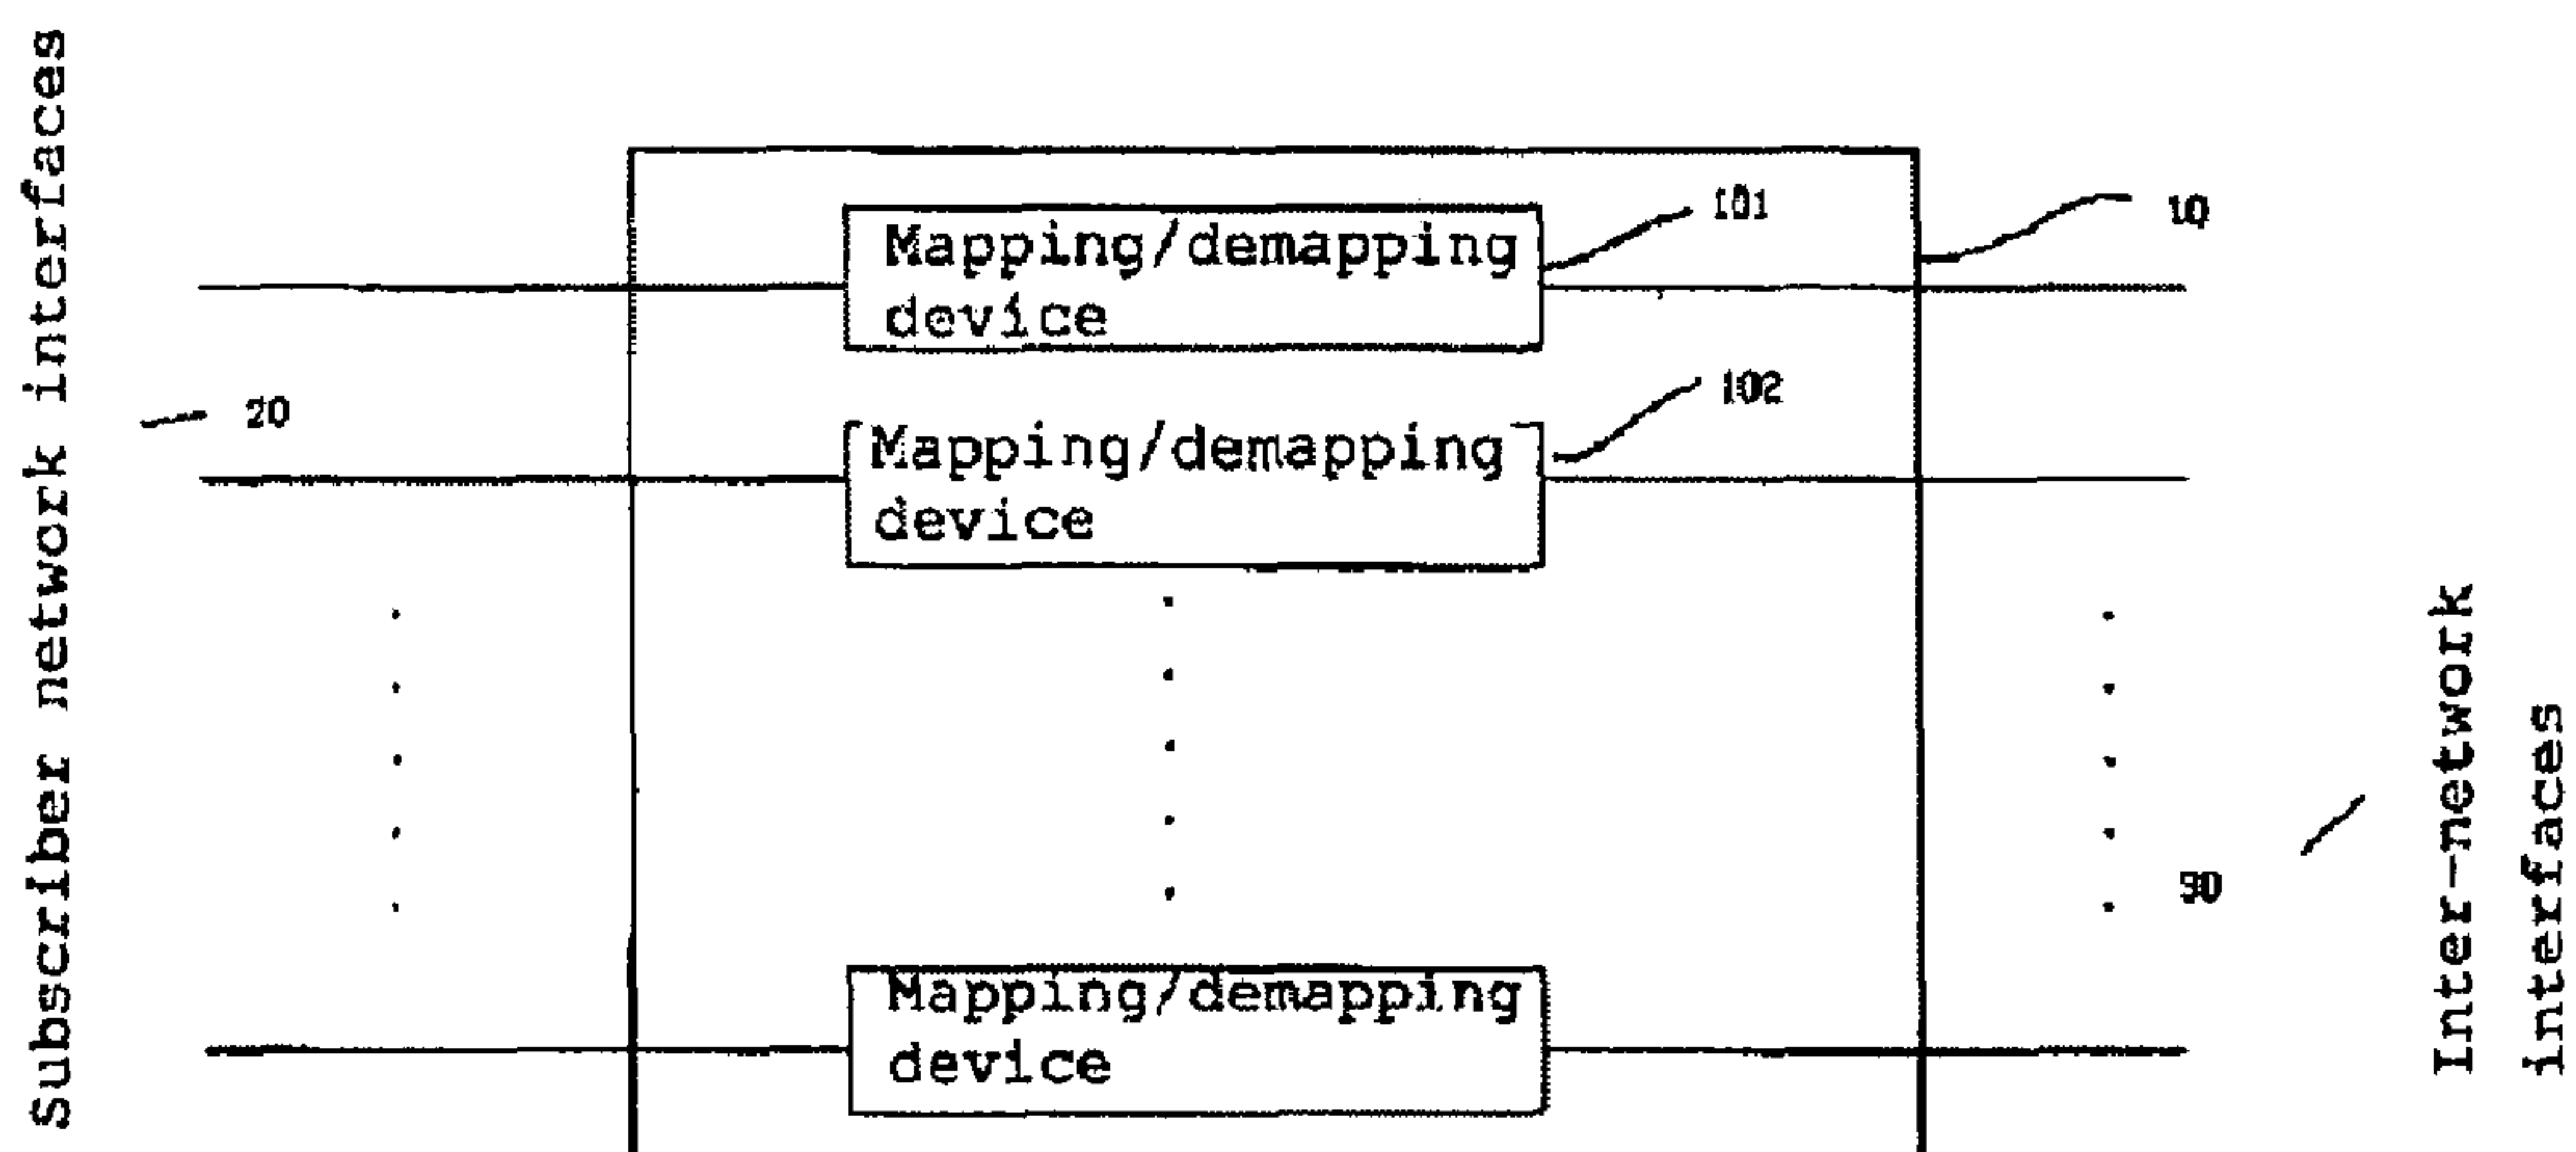 Subscriber network interfaces
20
Mapping/demapping
device
101
10
Mapping/demapping
device
102
Mapping/demapping
device
Inter-network
interfaces